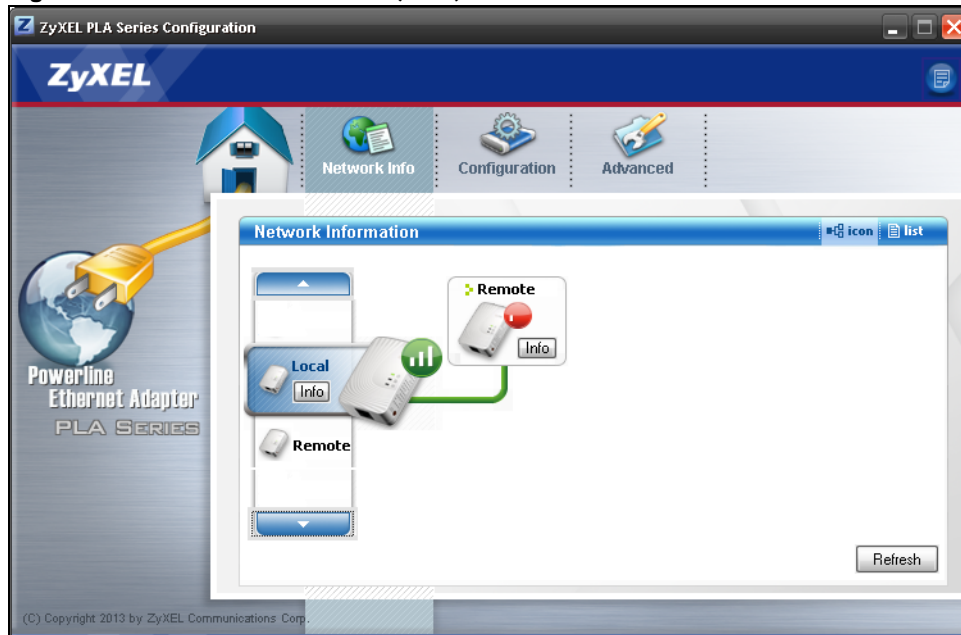 ZyXEL PLA Series Configuration
ZyXEL
Network Info
Configuration
Advanced
Network Information
icon
list
Remote
Info
Local
Info
Remote
Powerline
Ethernet Adapter
PLA SERIES
Refresh
(C) Copyright 2013 by ZyXEL Communications Corp.